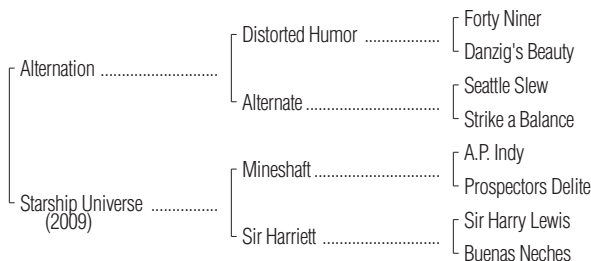 Forty Niner
Distorted Humor ..................
Danzig's Beauty
Alternation ............................
Seattle Slew
Alternate ................................
Strike a Balance
A.P. Indy
Mineshaft ..............................
Prospectors Delite
Starship Universe ................
(2009)
Sir Harry Lewis
Sir Harriett ............................
Buenas Neches